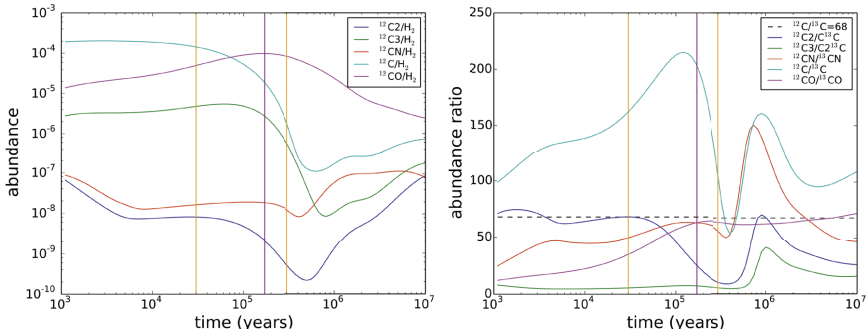 10⁻³
10⁻⁴
10⁻⁵
10⁻⁶
10⁻⁷
10⁻⁸
10⁻⁹
10⁻¹⁰
abundance
¹²C2/H₂
¹²C3/H₂
¹²CN/H₂
¹²C/H₂
¹²CO/H₂
10³ 10⁴ 10⁵ 10⁶ 10⁷
time (years)
250
200
150
100
50
0
abundance ratio
¹²C/¹³C=68
¹²C2/C¹³C
¹²C3/C2¹³C
¹²CN/¹³CN
¹²C/¹³C
¹²CO/¹³CO
10³ 10⁴ 10⁵ 10⁶ 10⁷
time (years)